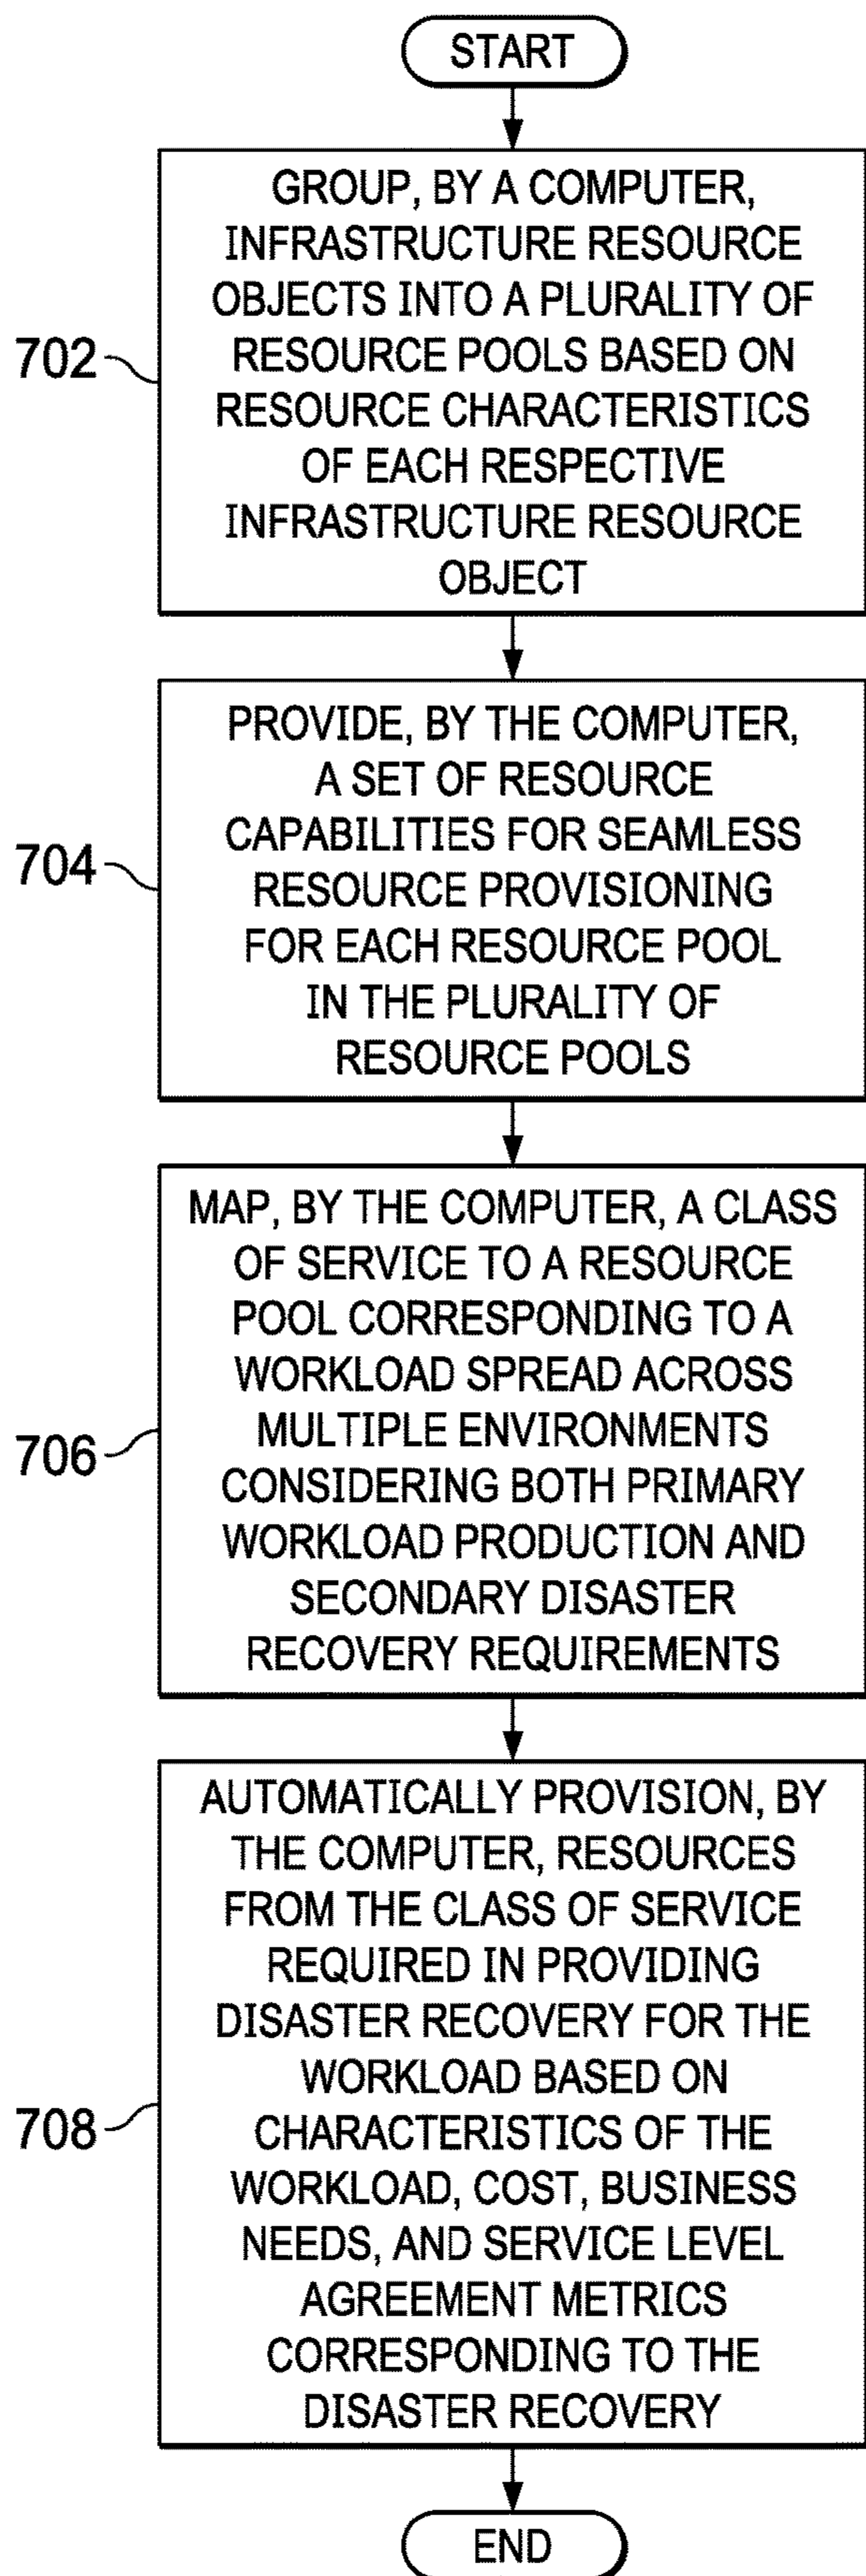 START
GROUP, BY A COMPUTER,
INFRASTRUCTURE RESOURCE
OBJECTS INTO A PLURALITY OF
RESOURCE POOLS BASED ON
RESOURCE CHARACTERISTICS
OF EACH RESPECTIVE
INFRASTRUCTURE RESOURCE
OBJECT
702
PROVIDE, BY THE COMPUTER,
A SET OF RESOURCE
CAPABILITIES FOR SEAMLESS
RESOURCE PROVISIONING
FOR EACH RESOURCE POOL
IN THE PLURALITY OF
RESOURCE POOLS
704
MAP, BY THE COMPUTER, A CLASS
OF SERVICE TO A RESOURCE
POOL CORRESPONDING TO A
WORKLOAD SPREAD ACROSS
MULTIPLE ENVIRONMENTS
CONSIDERING BOTH PRIMARY
WORKLOAD PRODUCTION AND
SECONDARY DISASTER
RECOVERY REQUIREMENTS
706
AUTOMATICALLY PROVISION, BY
THE COMPUTER, RESOURCES
FROM THE CLASS OF SERVICE
REQUIRED IN PROVIDING
DISASTER RECOVERY FOR THE
WORKLOAD BASED ON
CHARACTERISTICS OF THE
WORKLOAD, COST, BUSINESS
NEEDS, AND SERVICE LEVEL
AGREEMENT METRICS
CORRESPONDING TO THE
DISASTER RECOVERY
708
END